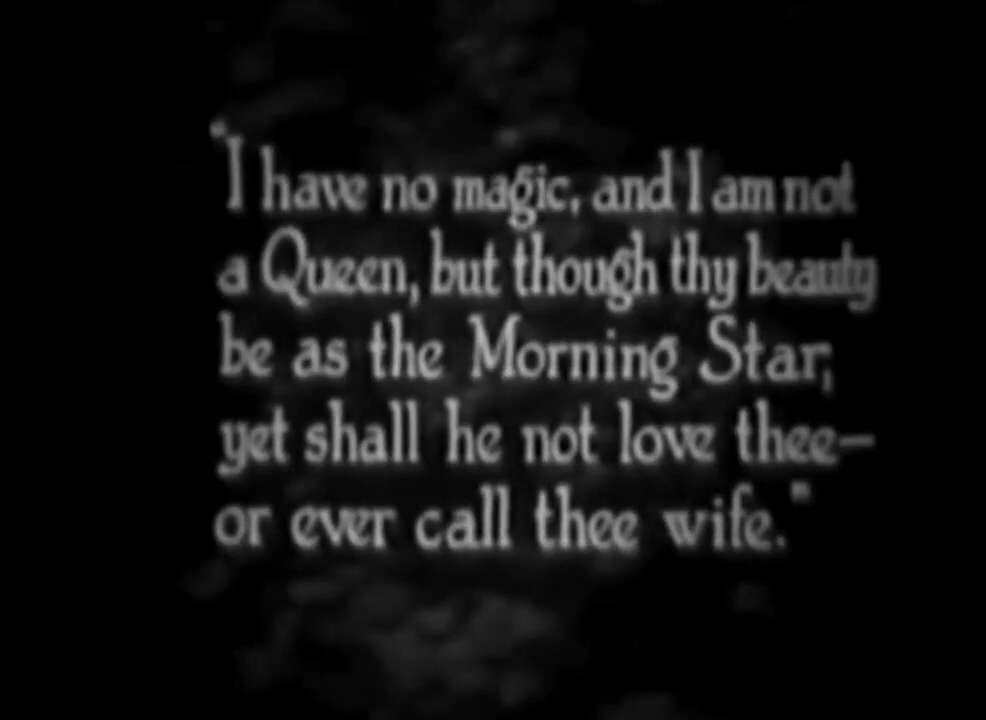 "I have no magic, and I am not
a Queen, but though thy beauty
be as the Morning Star,
yet shall he not love thee—
or ever call thee wife."